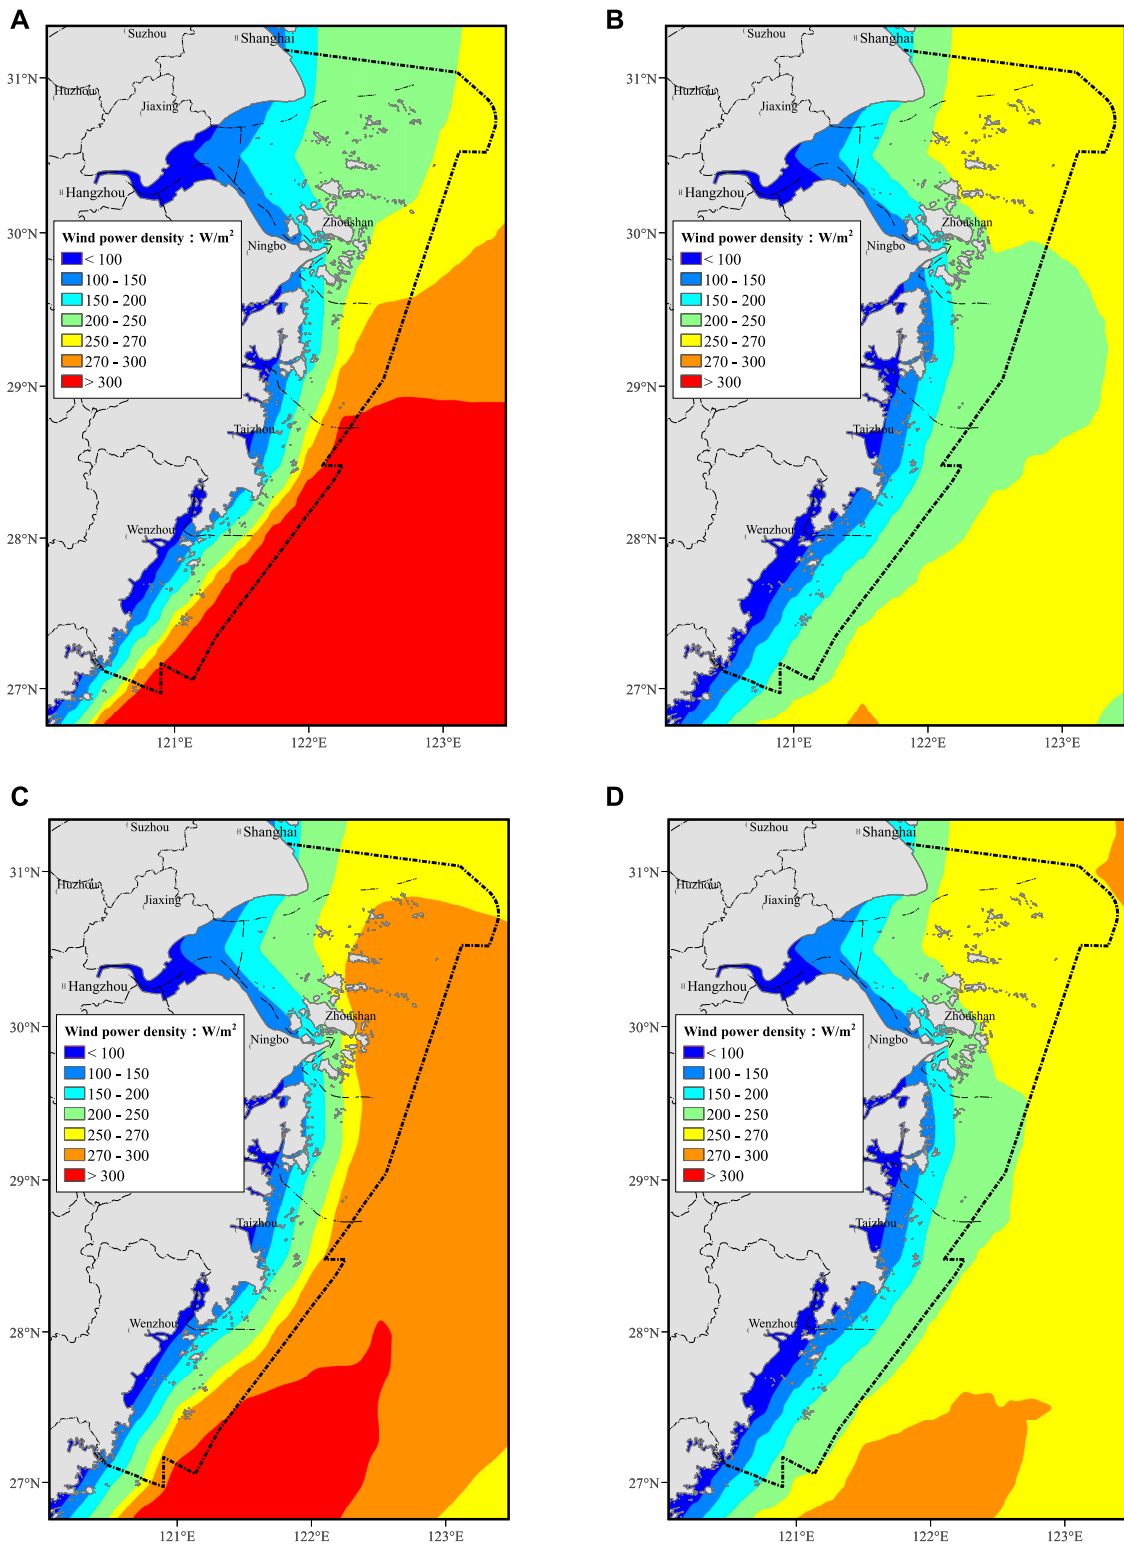 A
Suzhou
Shanghai
31°N
Huzhou
Jiaxing
Hangzhou
30°N
Zhoushan
Ningbo
Wind power density : W/m²
< 100
100 - 150
150 - 200
200 - 250
250 - 270
270 - 300
> 300
29°N
Taizhou
28°N
Wenzhou
27°N
121°E
122°E
123°E
B
Suzhou
Shanghai
31°N
Huzhou
Jiaxing
Hangzhou
30°N
Zhoushan
Ningbo
Wind power density : W/m²
< 100
100 - 150
150 - 200
200 - 250
250 - 270
270 - 300
> 300
29°N
Taizhou
28°N
Wenzhou
27°N
121°E
122°E
123°E
C
Suzhou
Shanghai
31°N
Huzhou
Jiaxing
Hangzhou
30°N
Zhoushan
Ningbo
Wind power density : W/m²
< 100
100 - 150
150 - 200
200 - 250
250 - 270
270 - 300
> 300
29°N
Taizhou
28°N
Wenzhou
27°N
121°E
122°E
123°E
D
Suzhou
Shanghai
31°N
Huzhou
Jiaxing
Hangzhou
30°N
Zhoushan
Ningbo
Wind power density : W/m²
< 100
100 - 150
150 - 200
200 - 250
250 - 270
270 - 300
> 300
29°N
Taizhou
28°N
Wenzhou
27°N
121°E
122°E
123°E